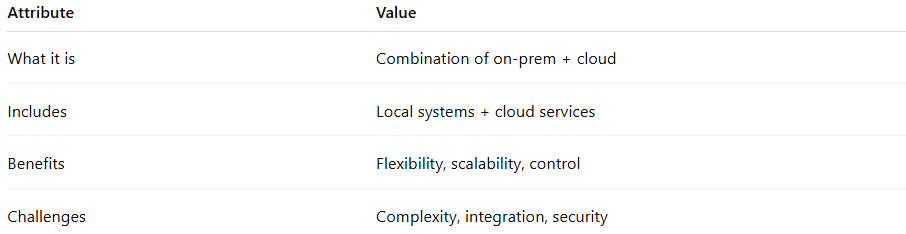 Attribute Value
What it is Combination of on-prem + cloud
Includes Local systems + cloud services
Benefits Flexibility, scalability, control
Challenges Complexity, integration, security